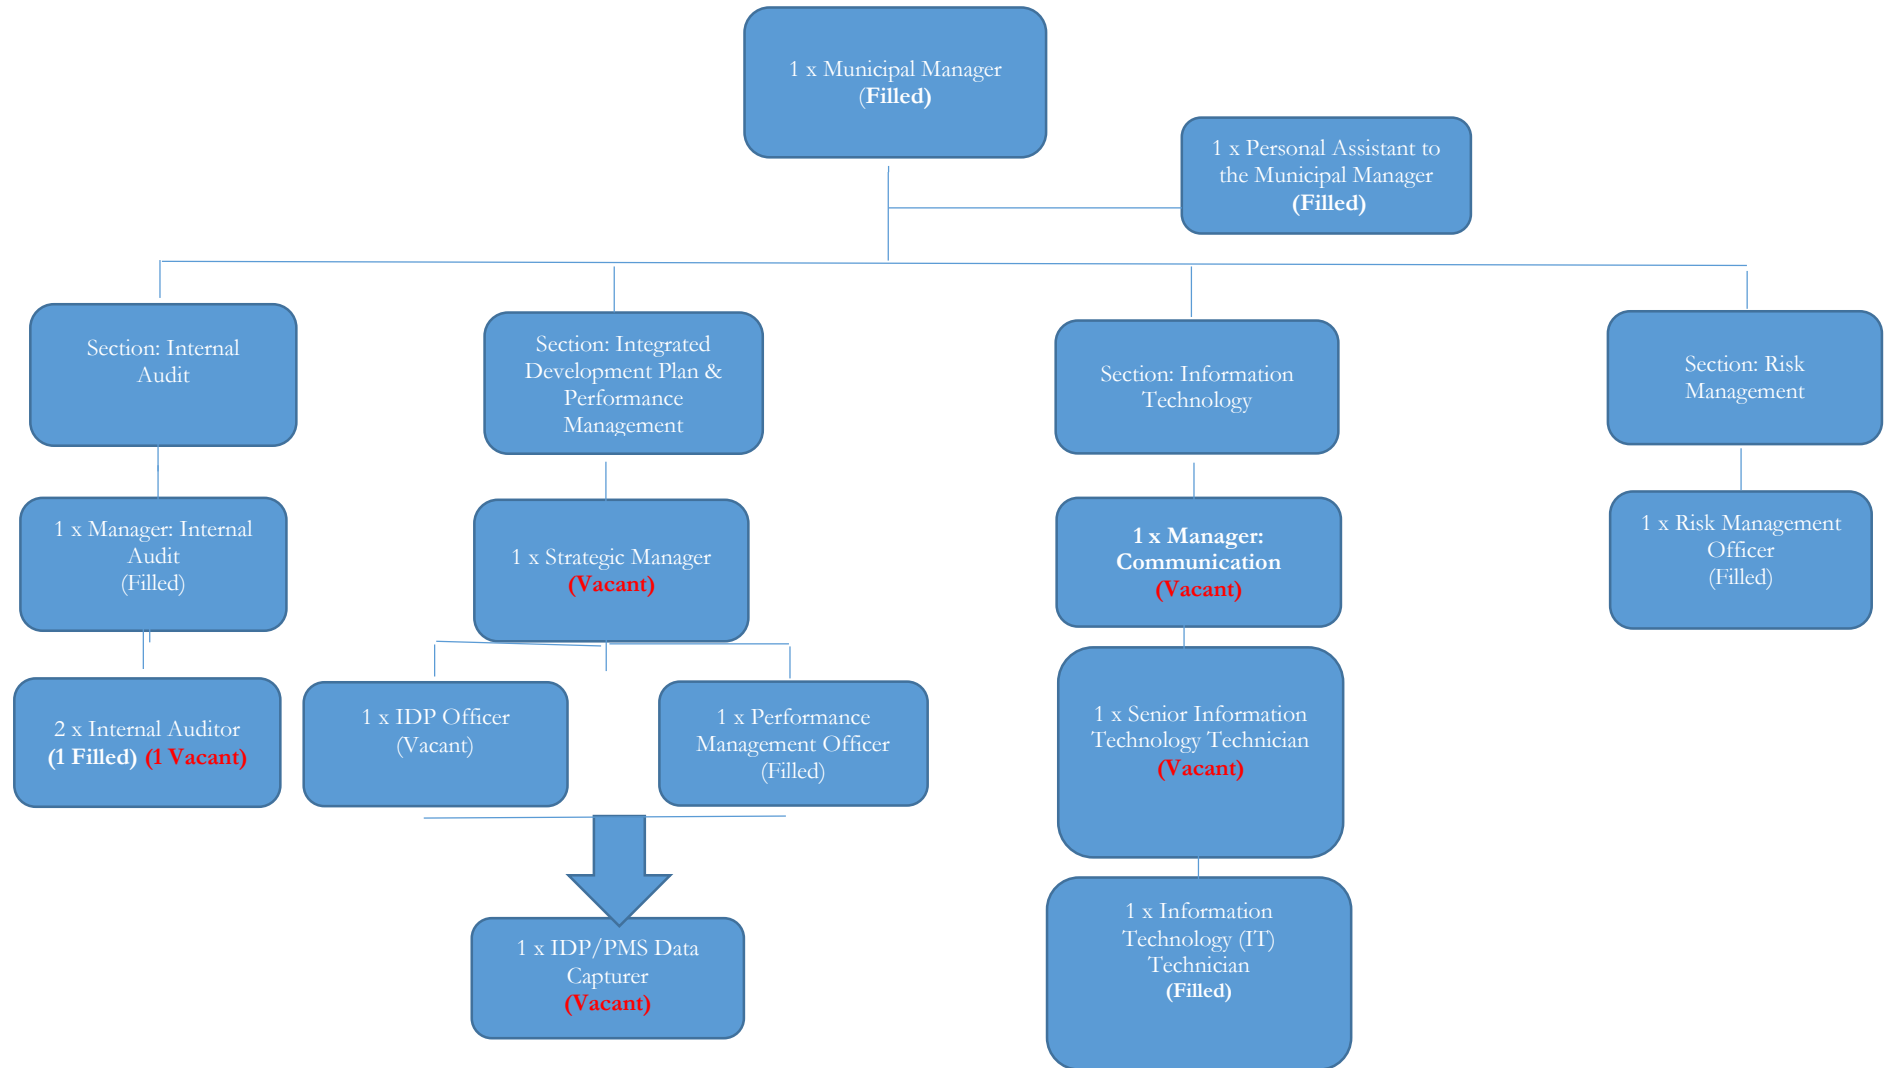 1 x Municipal Manager
(Filled)
1 x Personal Assistant to
the Municipal Manager
(Filled)
Section: Internal
Audit
Section: Integrated
Development Plan &
Performance
Management
Section: Information
Technology
Section: Risk
Management
1 x Manager: Internal
Audit
(Filled)
1 x Strategic Manager
(Vacant)
1 x Manager:
Communication
(Vacant)
1 x Risk Management
Officer
(Filled)
2 x Internal Auditor
(1 Filled) (1 Vacant)
1 x IDP Officer
(Vacant)
1 x Performance
Management Officer
(Filled)
1 x Senior Information
Technology Technician
(Vacant)
1 x IDP/PMS Data
Capturer
(Vacant)
1 x Information
Technology (IT)
Technician
(Filled)